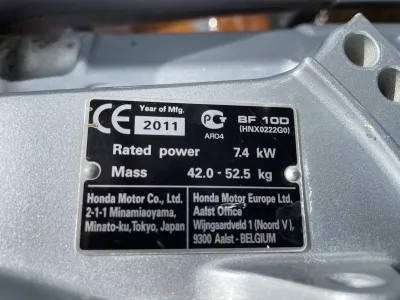 CE Year of Mfg. 2011 PG AR04 BF 10D (HNX0222G0)
Rated power 7.4 kW
Mass 42.0 - 52.5 kg
Honda Motor Co., Ltd.
2-1-1 Minamiaoyama,
Minato-ku,Tokyo, Japan
Honda Motor Europe Ltd.
Aalst Office
Wijngaardveld 1 (Noord V),
9300 Aalst - BELGIUM